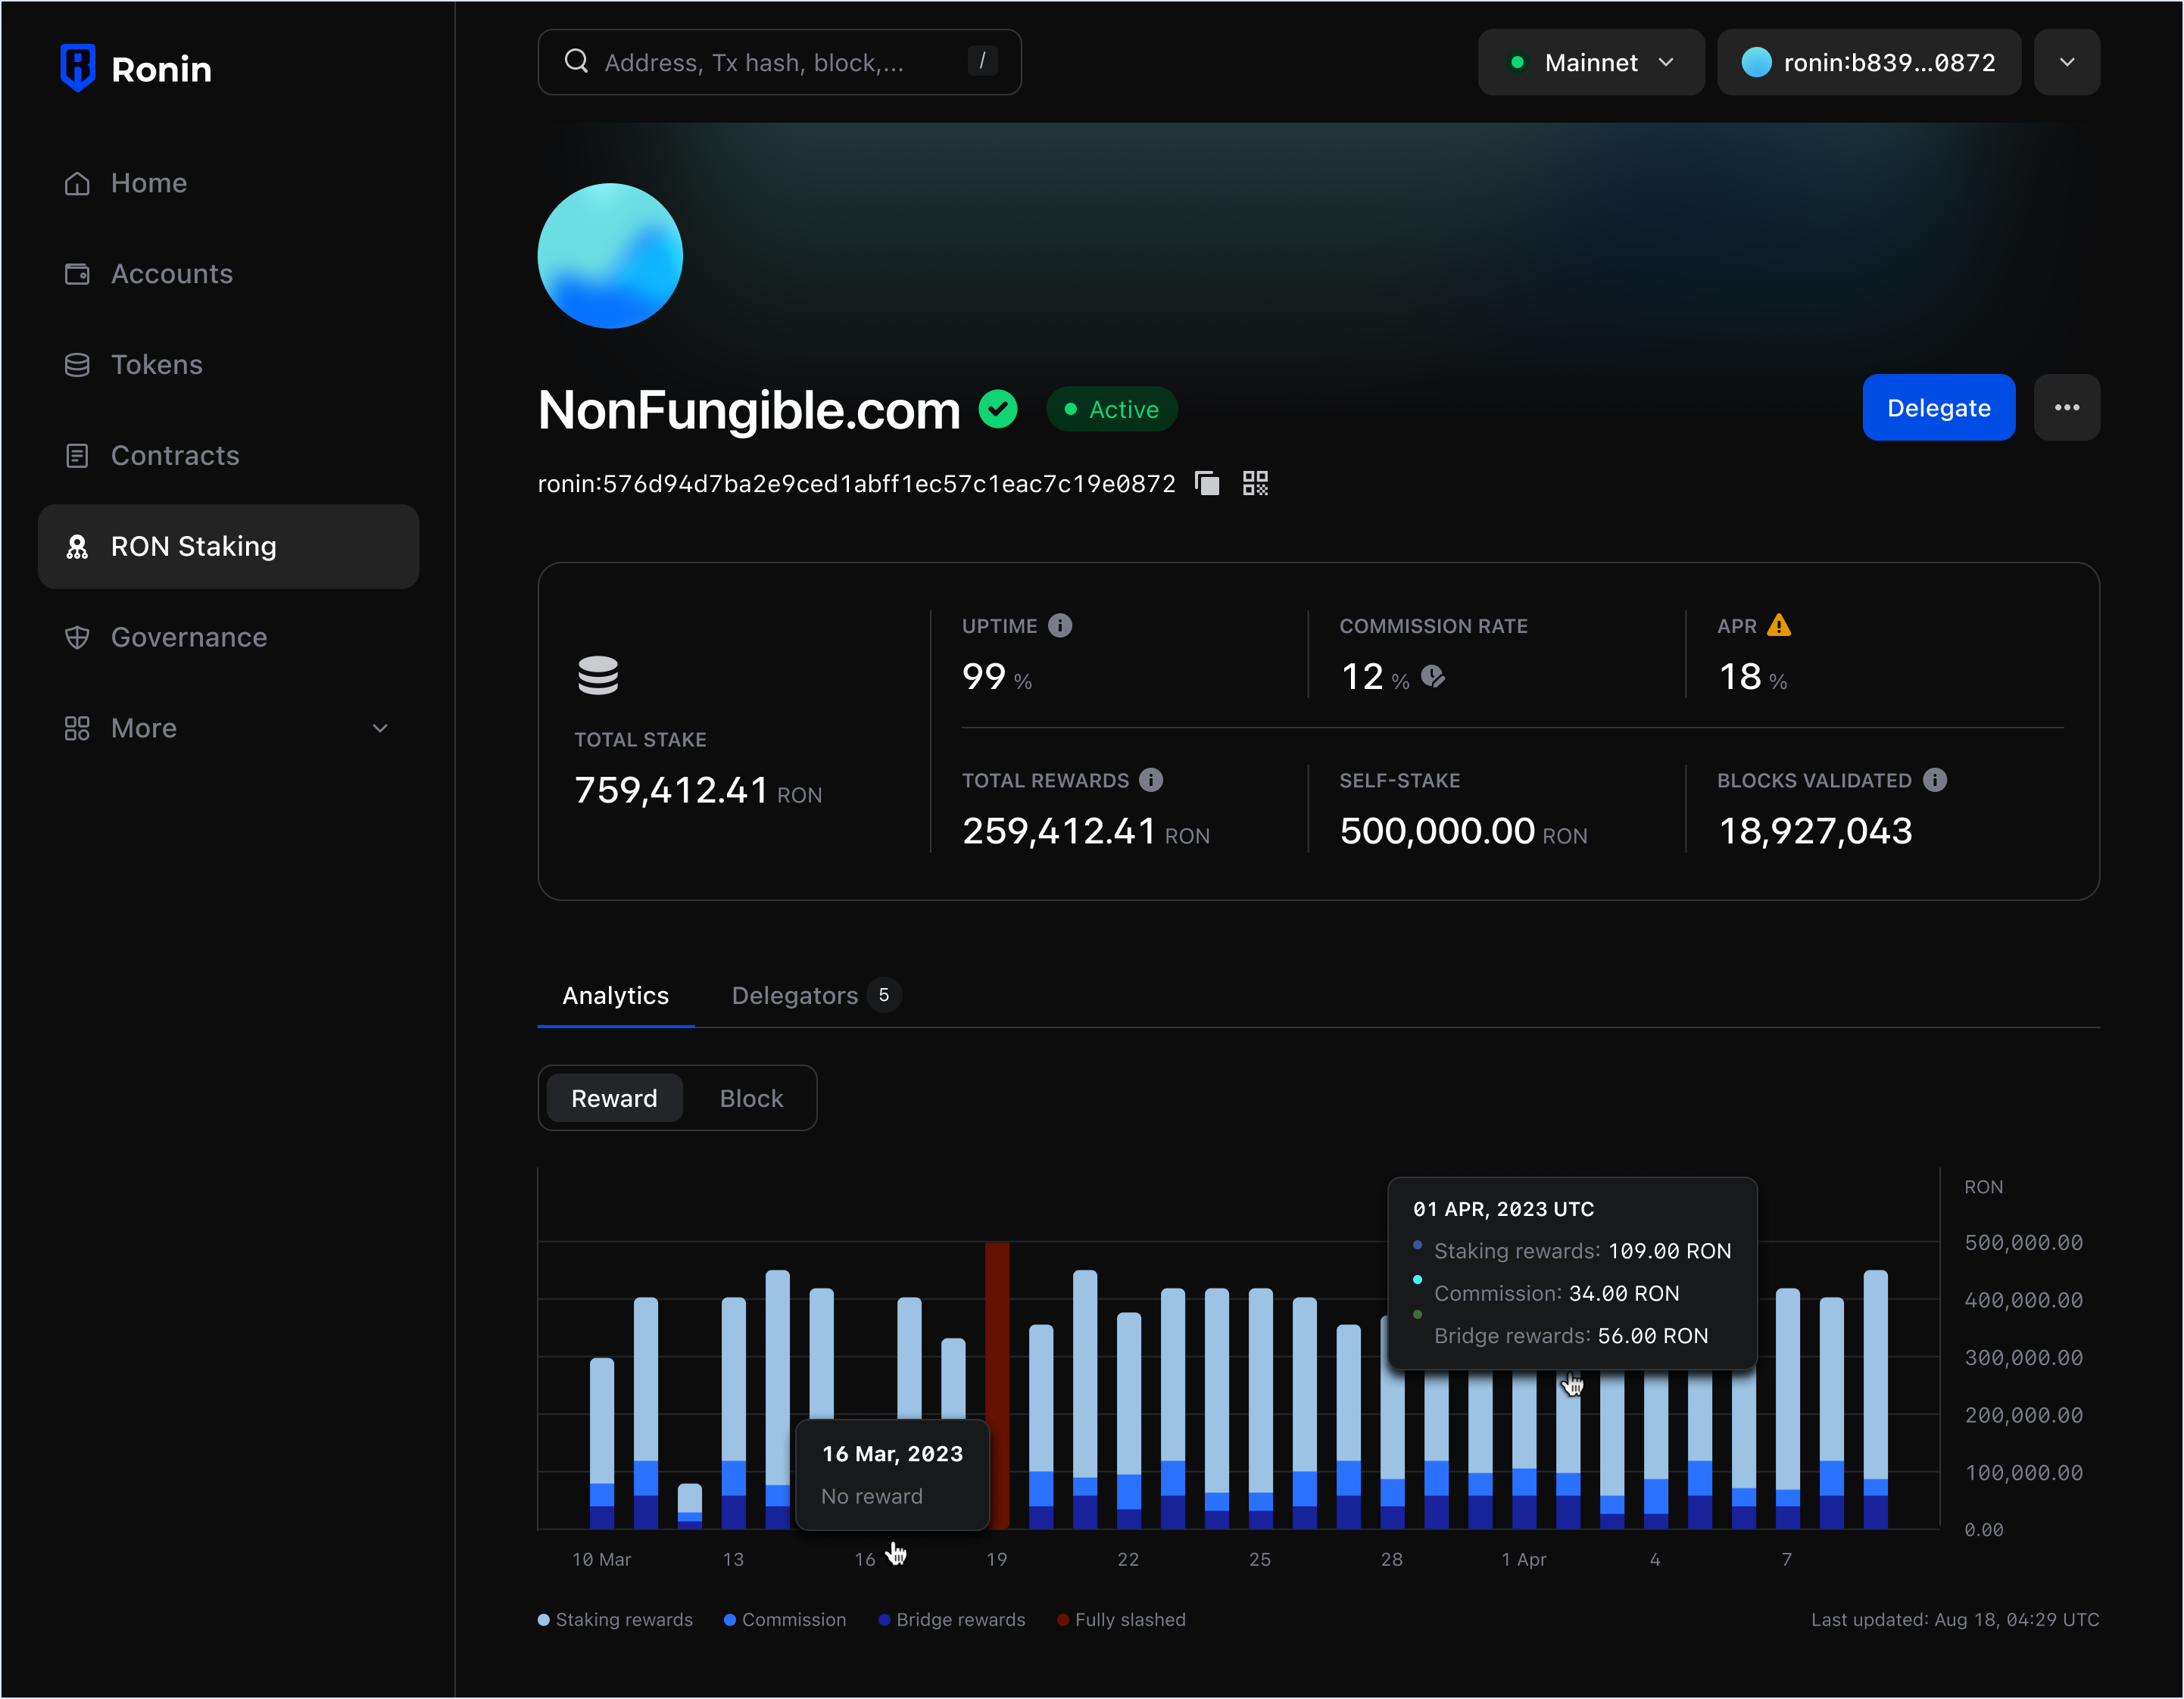 Ronin
Address, Tx hash, block,...
/
Mainnet
ronin:b839...0872
Home
Accounts
Tokens
Contracts
RON Staking
Governance
More
NonFungible.com
Active
Delegate
ronin:576d94d7ba2e9ced1abff1ec57c1eac7c19e0872
TOTAL STAKE
759,412.41 RON
UPTIME
99 %
COMMISSION RATE
12 %
APR
18 %
TOTAL REWARDS
259,412.41 RON
SELF-STAKE
500,000.00 RON
BLOCKS VALIDATED
18,927,043
Analytics
Delegators 5
Reward
Block
RON
500,000.00
400,000.00
300,000.00
200,000.00
100,000.00
0.00
01 APR, 2023 UTC
Staking rewards: 109.00 RON
Commission: 34.00 RON
Bridge rewards: 56.00 RON
16 Mar, 2023
No reward
10 Mar 13 16 19 22 25 28 1 Apr 4 7
Staking rewards Commission Bridge rewards Fully slashed
Last updated: Aug 18, 04:29 UTC